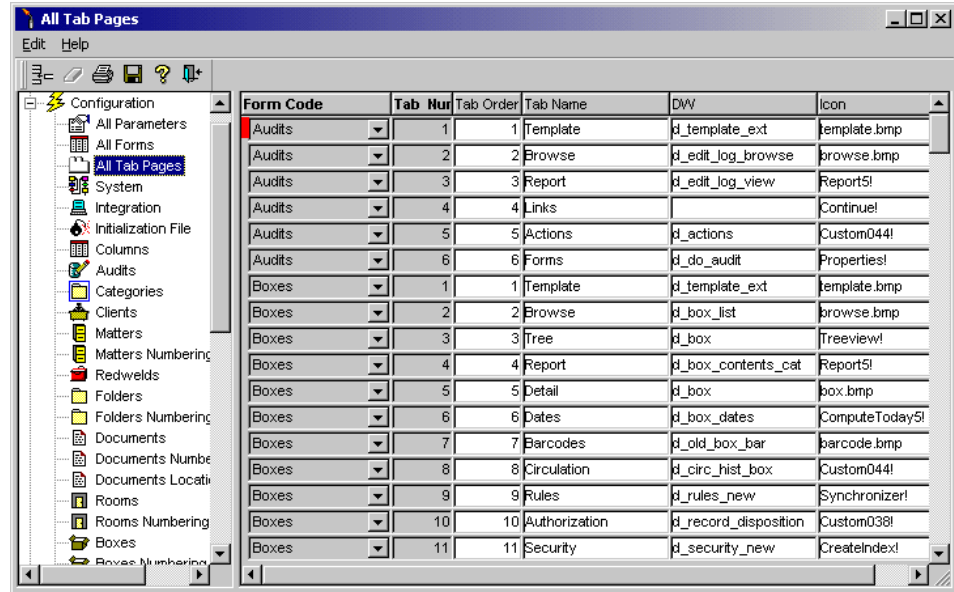 All Tab Pages
Edit Help
Configuration
All Parameters
All Forms
All Tab Pages
System
Integration
Initialization File
Columns
Audits
Categories
Clients
Matters
Matters Numbering
Redwelds
Folders
Folders Numbering
Documents
Documents Numbe
Documents Locati
Rooms
Rooms Numbering
Boxes
Boxes Numbering
Form Code Tab Nur Tab Order Tab Name DW Icon
Audits 1 1 Template d_template_ext template.bmp
Audits 2 2 Browse d_edit_log_browse browse.bmp
Audits 3 3 Report d_edit_log_view Report5!
Audits 4 4 Links Continue!
Audits 5 5 Actions d_actions Custom044!
Audits 6 6 Forms d_do_audit Properties!
Boxes 1 1 Template d_template_ext template.bmp
Boxes 2 2 Browse d_box_list browse.bmp
Boxes 3 3 Tree d_box Treeview!
Boxes 4 4 Report d_box_contents_cat Report5!
Boxes 5 5 Detail d_box box.bmp
Boxes 6 6 Dates d_box_dates ComputeToday5!
Boxes 7 7 Barcodes d_old_box_bar barcode.bmp
Boxes 8 8 Circulation d_circ_hist_box Custom044!
Boxes 9 9 Rules d_rules_new Synchronizer!
Boxes 10 10 Authorization d_record_disposition Custom038!
Boxes 11 11 Security d_security_new CreateIndex!